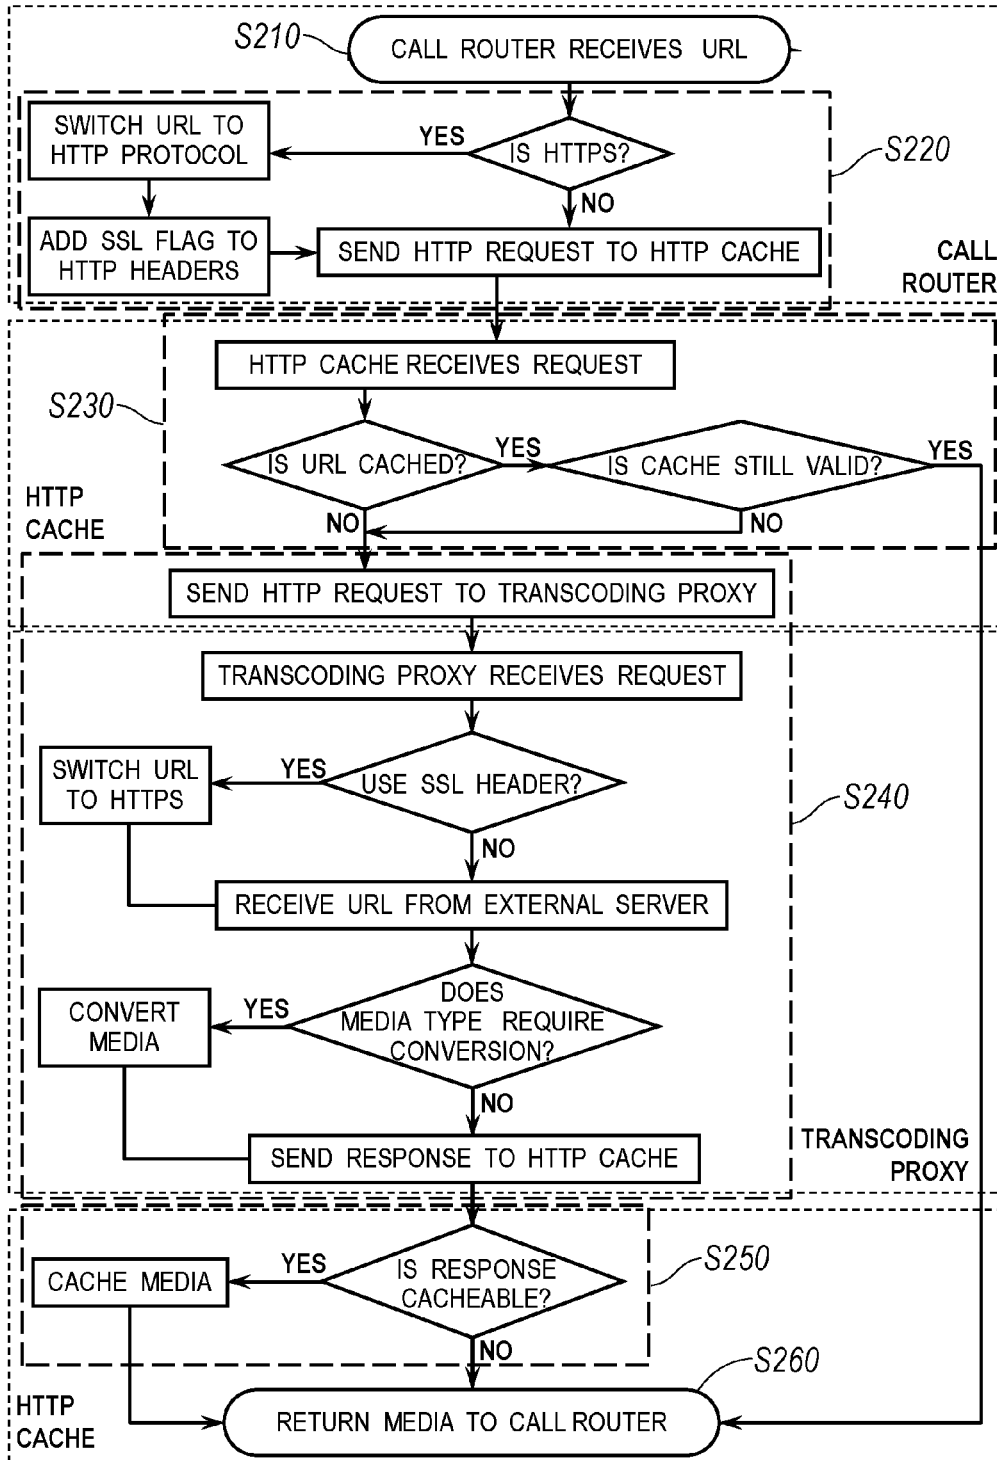 S210
CALL ROUTER RECEIVES URL
SWITCH URL TO
HTTP PROTOCOL
YES
IS HTTPS?
S220
NO
ADD SSL FLAG TO
HTTP HEADERS
SEND HTTP REQUEST TO HTTP CACHE
CALL
ROUTER
HTTP CACHE RECEIVES REQUEST
S230
IS URL CACHED?
YES
IS CACHE STILL VALID?
YES
HTTP
CACHE
NO
NO
SEND HTTP REQUEST TO TRANSCODING PROXY
TRANSCODING PROXY RECEIVES REQUEST
SWITCH URL
TO HTTPS
YES
USE SSL HEADER?
S240
NO
RECEIVE URL FROM EXTERNAL SERVER
CONVERT
MEDIA
YES
DOES
MEDIA TYPE REQUIRE
CONVERSION?
NO
SEND RESPONSE TO HTTP CACHE
TRANSCODING
PROXY
CACHE MEDIA
YES
IS RESPONSE
CACHEABLE?
S250
NO
S260
HTTP
CACHE
RETURN MEDIA TO CALL ROUTER